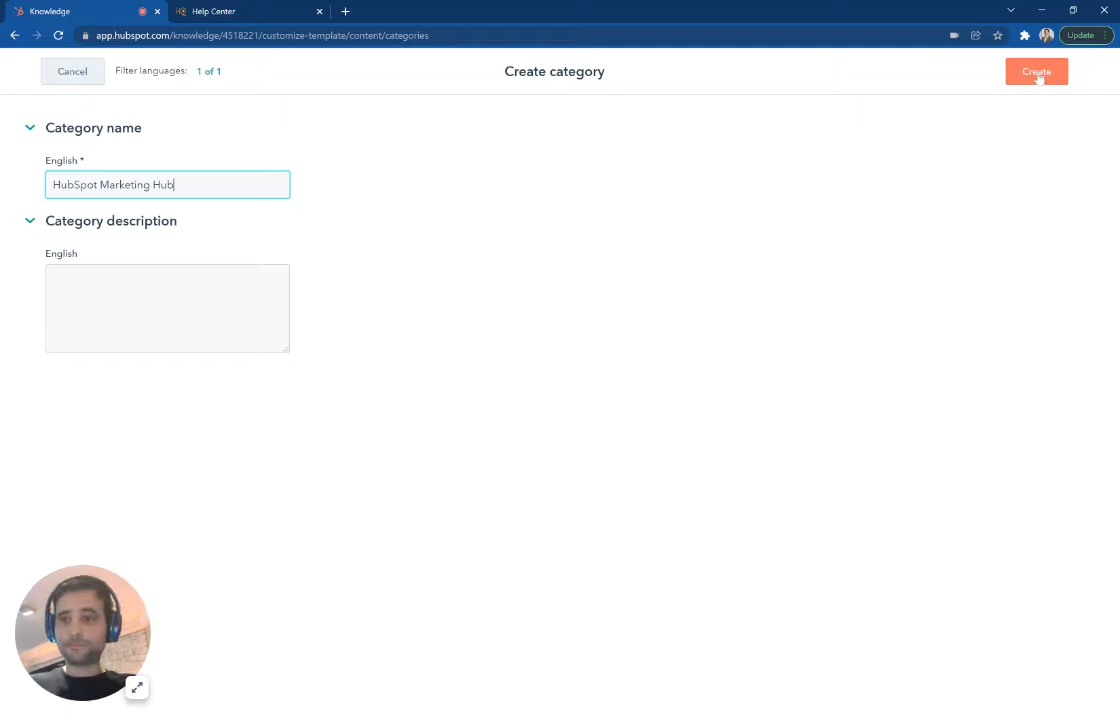 Knowledge
HQ Help Center
app.hubspot.com/knowledge/4518221/customize-template/content/categories
Update
Cancel
Filter languages: 1 of 1
Create category
Create
Category name
English *
HubSpot Marketing Hub
Category description
English